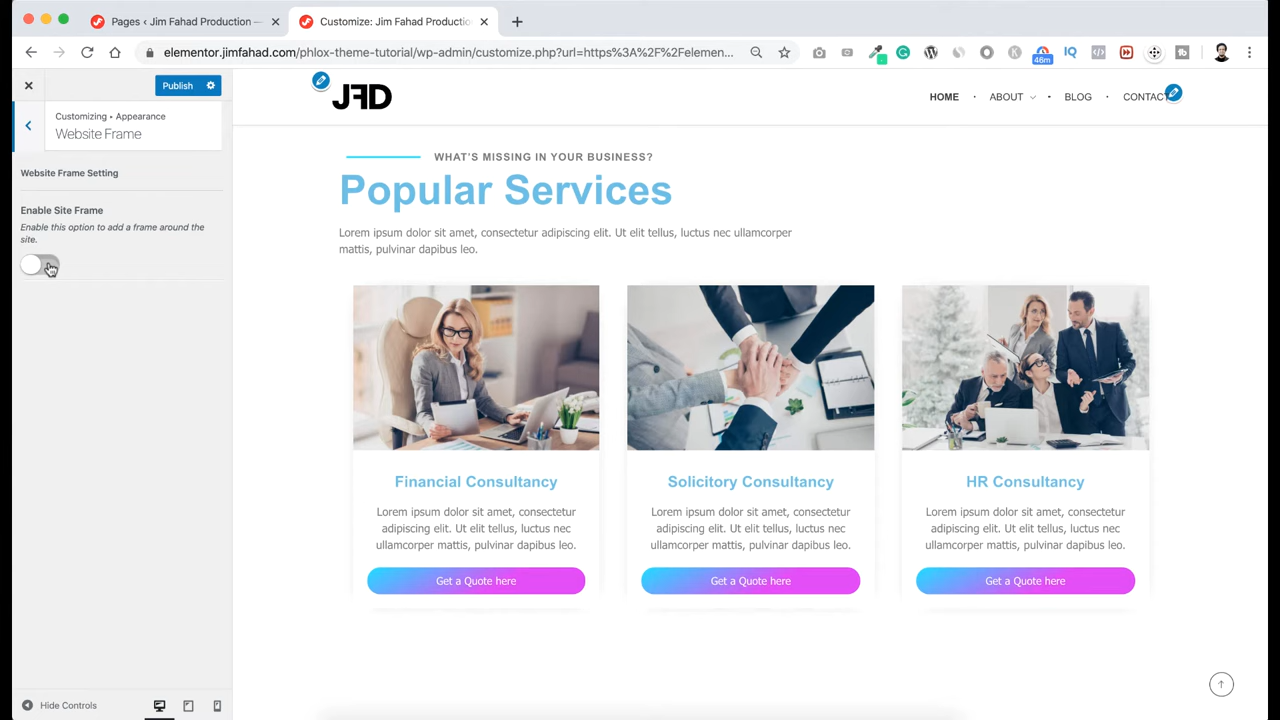 Pages ‹ Jim Fahad Production —
Customize: Jim Fahad Productio
elementor.jimfahad.com/phlox-theme-tutorial/wp-admin/customize.php?url=https%3A%2F%2Felemen...
IQ
46m
Publish
Customizing • Appearance
Website Frame
Website Frame Setting
Enable Site Frame
Enable this option to add a frame around the
site.
Hide Controls
JFD
HOME
ABOUT
BLOG
CONTACT
WHAT'S MISSING IN YOUR BUSINESS?
Popular Services
Lorem ipsum dolor sit amet, consectetur adipiscing elit. Ut elit tellus, luctus nec ullamcorper
mattis, pulvinar dapibus leo.
Financial Consultancy
Lorem ipsum dolor sit amet, consectetur
adipiscing elit. Ut elit tellus, luctus nec
ullamcorper mattis, pulvinar dapibus leo.
Get a Quote here
Solicitory Consultancy
Lorem ipsum dolor sit amet, consectetur
adipiscing elit. Ut elit tellus, luctus nec
ullamcorper mattis, pulvinar dapibus leo.
Get a Quote here
HR Consultancy
Lorem ipsum dolor sit amet, consectetur
adipiscing elit. Ut elit tellus, luctus nec
ullamcorper mattis, pulvinar dapibus leo.
Get a Quote here